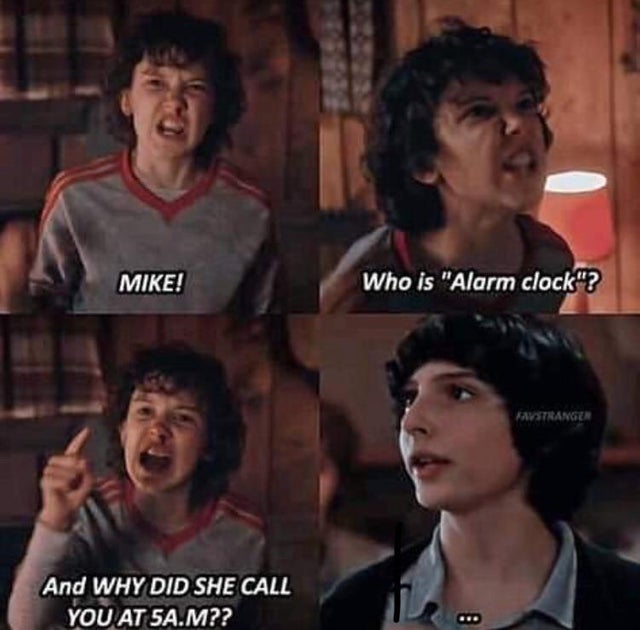 MIKE!
Who is "Alarm clock"?
FAVSTRANGER
And WHY DID SHE CALL
YOU AT 5A.M??
...